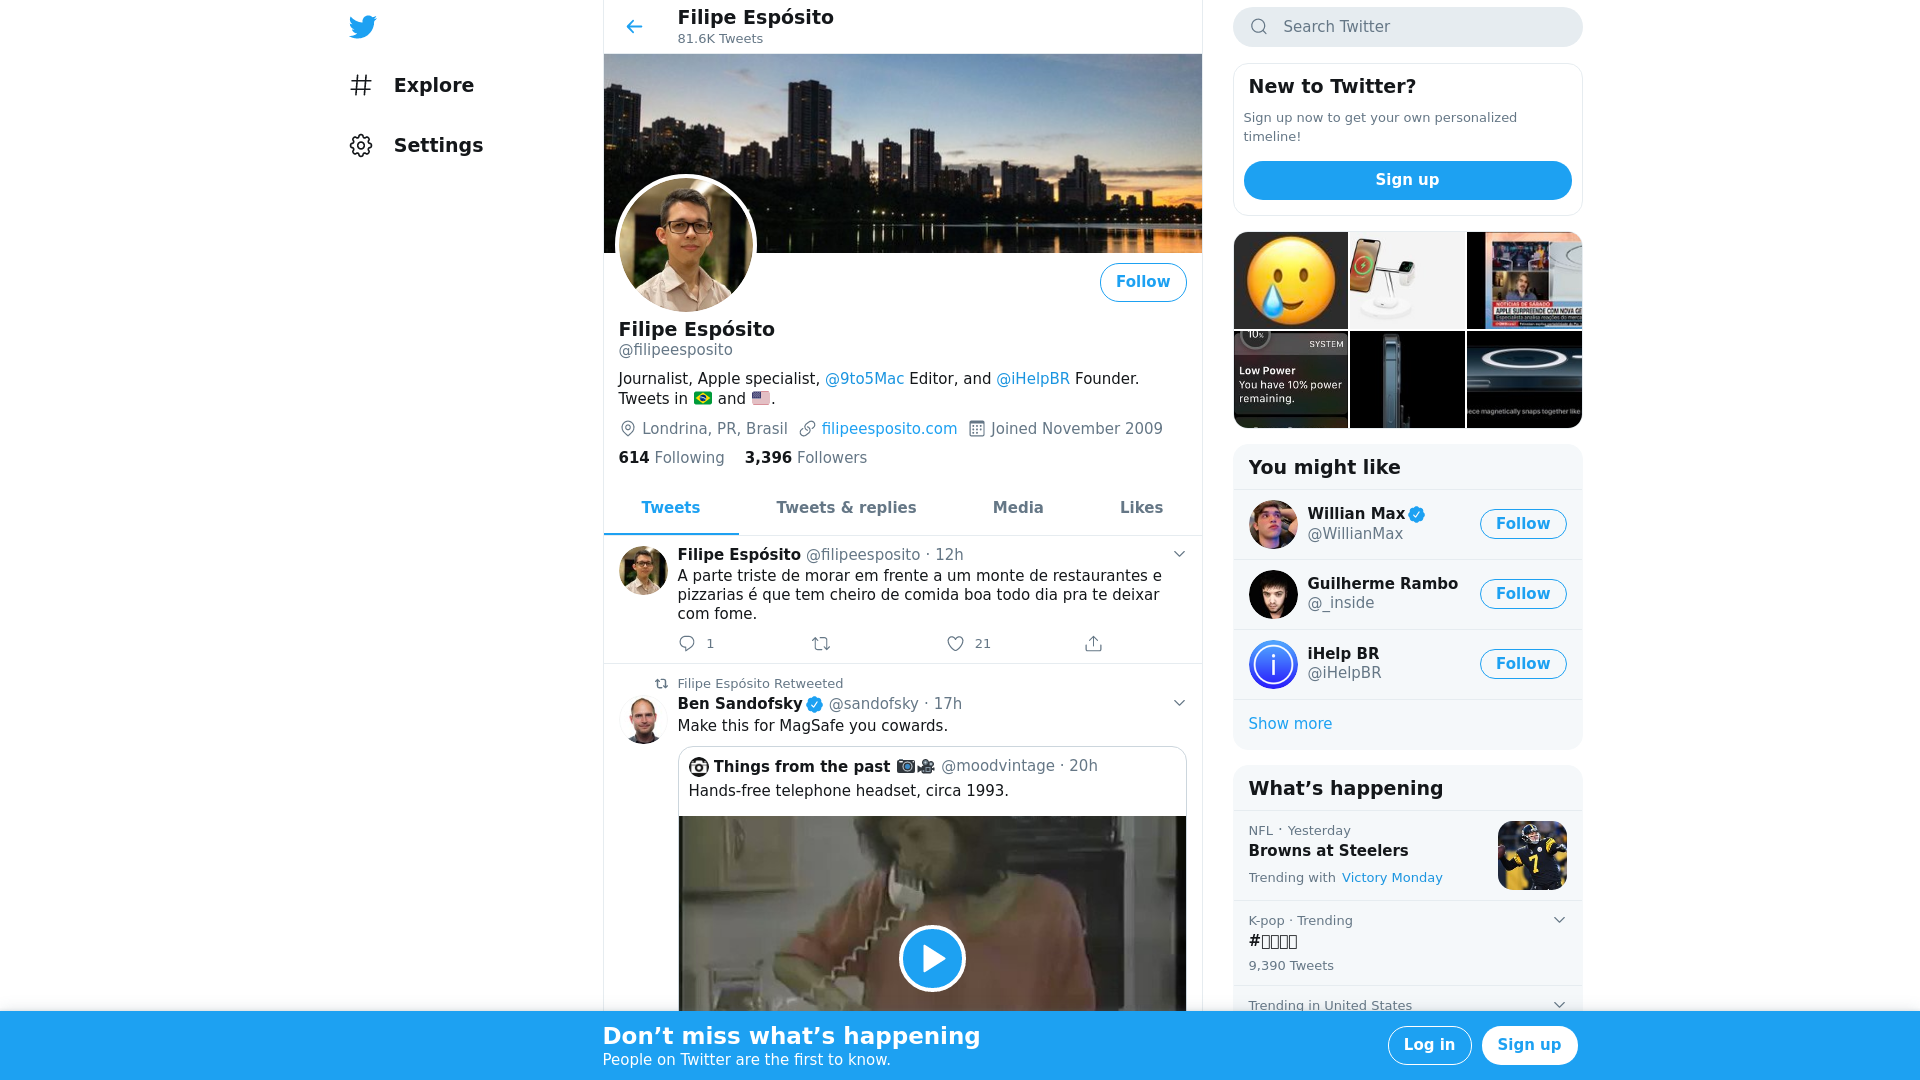 Explore
Settings
Filipe Espósito
81.6K Tweets
Follow
Filipe Espósito
@filipeesposito
Journalist, Apple specialist, @9to5Mac Editor, and @iHelpBR Founder.
Tweets in 🇧🇷 and 🇺🇸.
Londrina, PR, Brasil filipeesposito.com Joined November 2009
614 Following 3,396 Followers
Tweets Tweets & replies Media Likes
Filipe Espósito @filipeesposito · 12h
A parte triste de morar em frente a um monte de restaurantes e
pizzarias é que tem cheiro de comida boa todo dia pra te deixar
com fome.
1 21
Filipe Espósito Retweeted
Ben Sandofsky @sandofsky · 17h
Make this for MagSafe you cowards.
Things from the past 📷🎥 @moodvintage · 20h
Hands-free telephone headset, circa 1993.
Search Twitter
New to Twitter?
Sign up now to get your own personalized
timeline!
Sign up
NOTÍCIAS DE SÁBADO
APPLE SURPREENDE COM NOVA GE
10%
SYSTEM
Low Power
You have 10% power
remaining.
iece magnetically snaps together like
You might like
Willian Max
@WillianMax
Follow
Guilherme Rambo
@_inside
Follow
iHelp BR
@iHelpBR
Follow
Show more
What’s happening
NFL · Yesterday
Browns at Steelers
Trending with Victory Monday
7
K-pop · Trending
#
9,390 Tweets
Trending in United States
Don’t miss what’s happening
People on Twitter are the first to know.
Log in Sign up